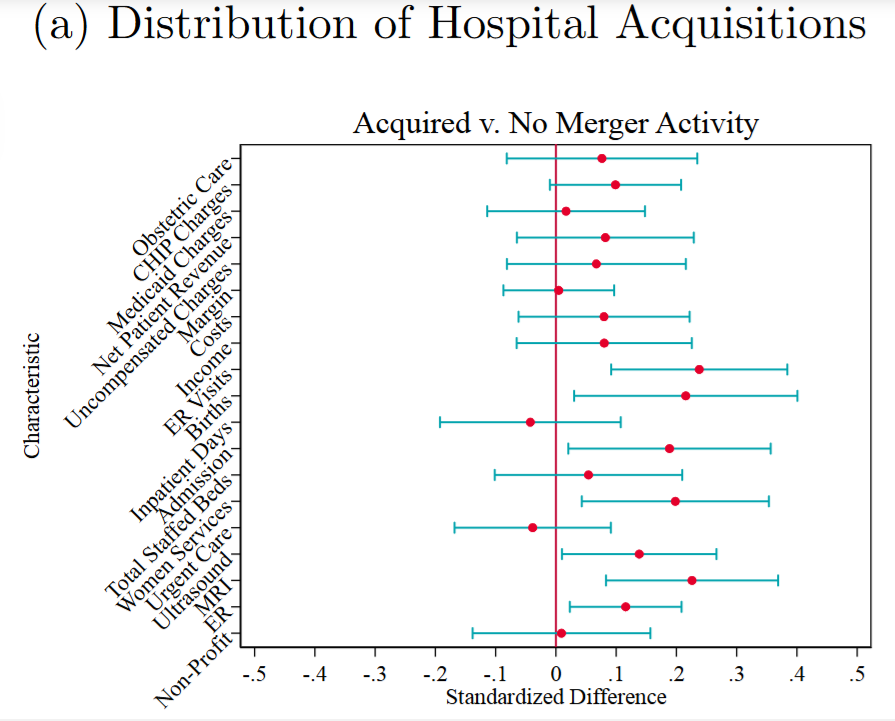 (a) Distribution of Hospital Acquisitions
Acquired v. No Merger Activity
Characteristic
Obstetric Care
CHIP Charges
Medicaid Charges
Net Patient Revenue
Uncompensated Charges
Margin
Costs
Income
ER Visits
Births
Inpatient Days
Admission
Total Staffed Beds
Women Services
Urgent Care
Ultrasound
MRI
ER
Non-Profit
-.5 -.4 -.3 -.2 -.1 0 .1 .2 .3 .4 .5
Standardized Difference